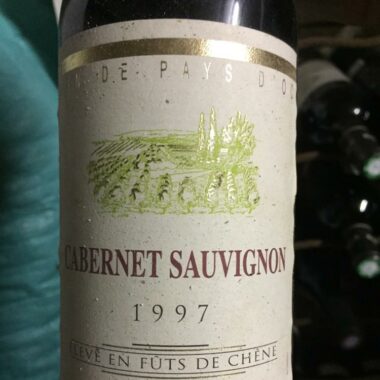 DE PAYS D'OC
CABERNET SAUVIGNON
1997
ÉLEVÉ EN FÛTS DE CHÊNE